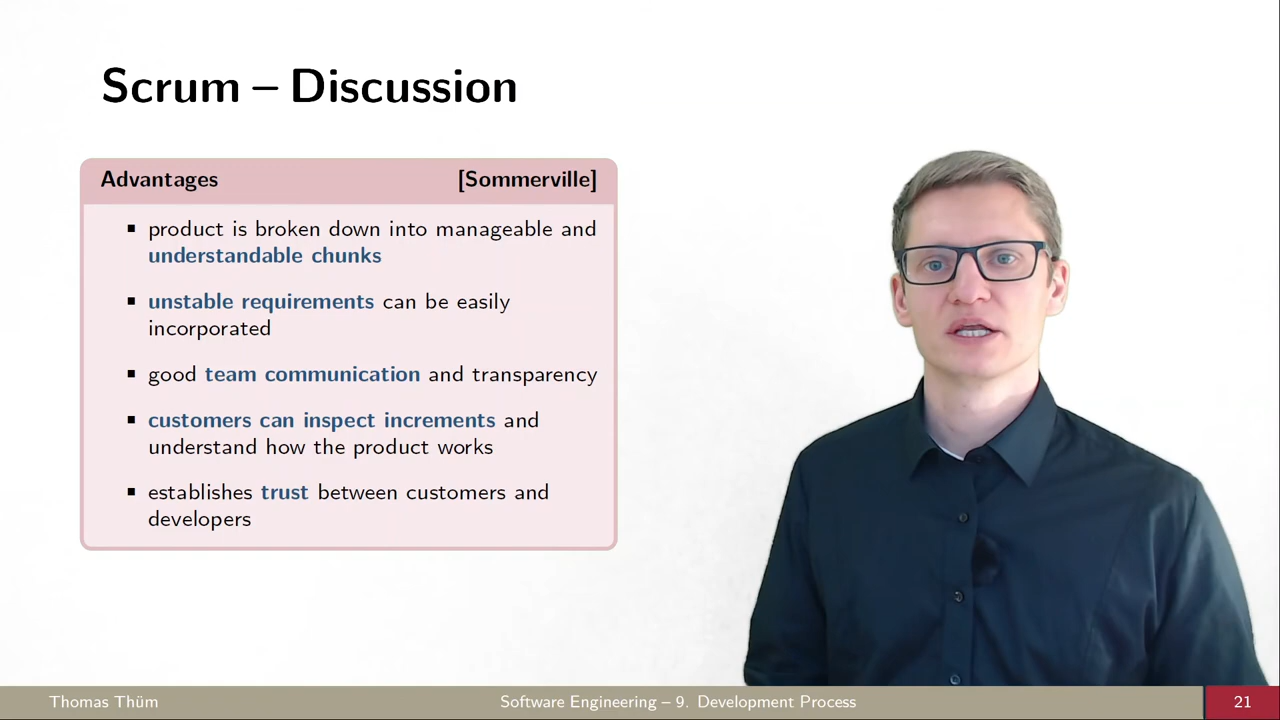 Scrum – Discussion
Advantages [Sommerville]
▪ product is broken down into manageable and
understandable chunks
▪ unstable requirements can be easily
incorporated
▪ good team communication and transparency
▪ customers can inspect increments and
understand how the product works
▪ establishes trust between customers and
developers
Thomas Thüm Software Engineering – 9. Development Process 21